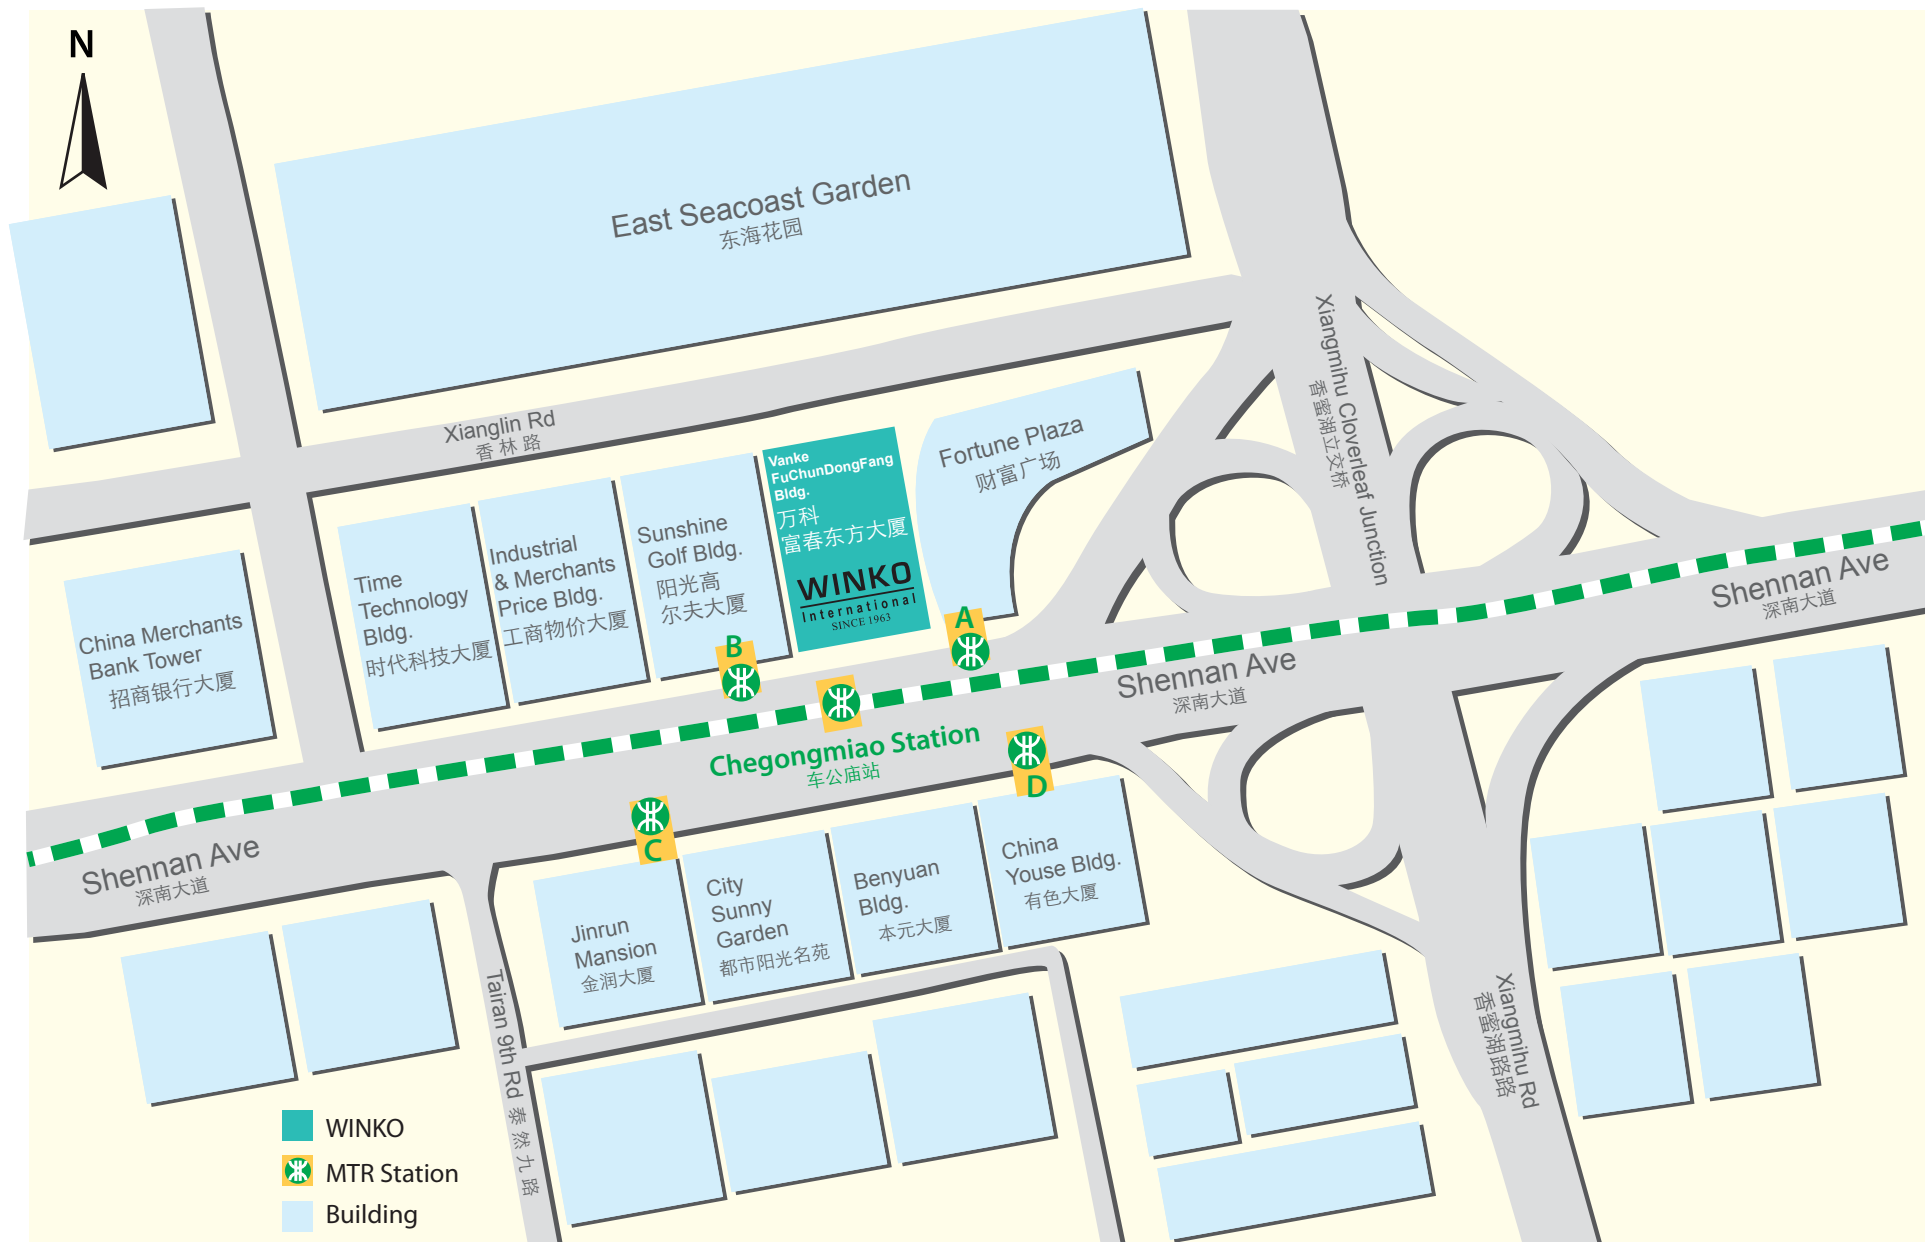 N
East Seacoast Garden
东海花园
Xianglin Rd
香林路
Xiangmihu Cloverleaf Junction
香蜜湖立交桥
Fortune Plaza
财富广场
Vanke
FuChunDongFang
Bldg.
万科
富春东方大厦
WINKO
International
SINCE 1963
Sunshine
Golf Bldg.
阳光高
尔夫大厦
Industrial
& Merchants
Price Bldg.
工商物价大厦
Time
Technology
Bldg.
时代科技大厦
China Merchants
Bank Tower
招商银行大厦
A
B
Shennan Ave
深南大道
Shennan Ave
深南大道
Chegongmiao Station
车公庙站
D
C
Shennan Ave
深南大道
China
Youse Bldg.
有色大厦
Benyuan
Bldg.
本元大厦
City
Sunny
Garden
都市阳光名苑
Jinrun
Mansion
金润大厦
Tairan 9th Rd 泰然九路
Xiangmihu Rd
香蜜湖路路
WINKO
MTR Station
Building